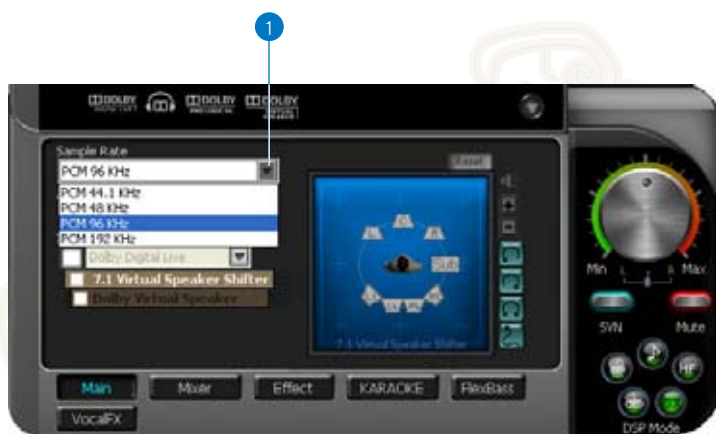 1
DOLBY DOLBY DOLBY
Sample Rate
PCM 96 KHz
PCM 44.1 KHz
PCM 48 KHz
PCM 96 KHz
PCM 192 KHz
Dolby Digital Live
7.1 Virtual Speaker Shifter
Dolby Virtual Speaker
Reset
Sub
7.1 Virtual Speaker Shifter
Min L R Max
SVN Mute
HF
DSP Mode
Main Mixer Effect KARAOKE FlexBass
VocalFX